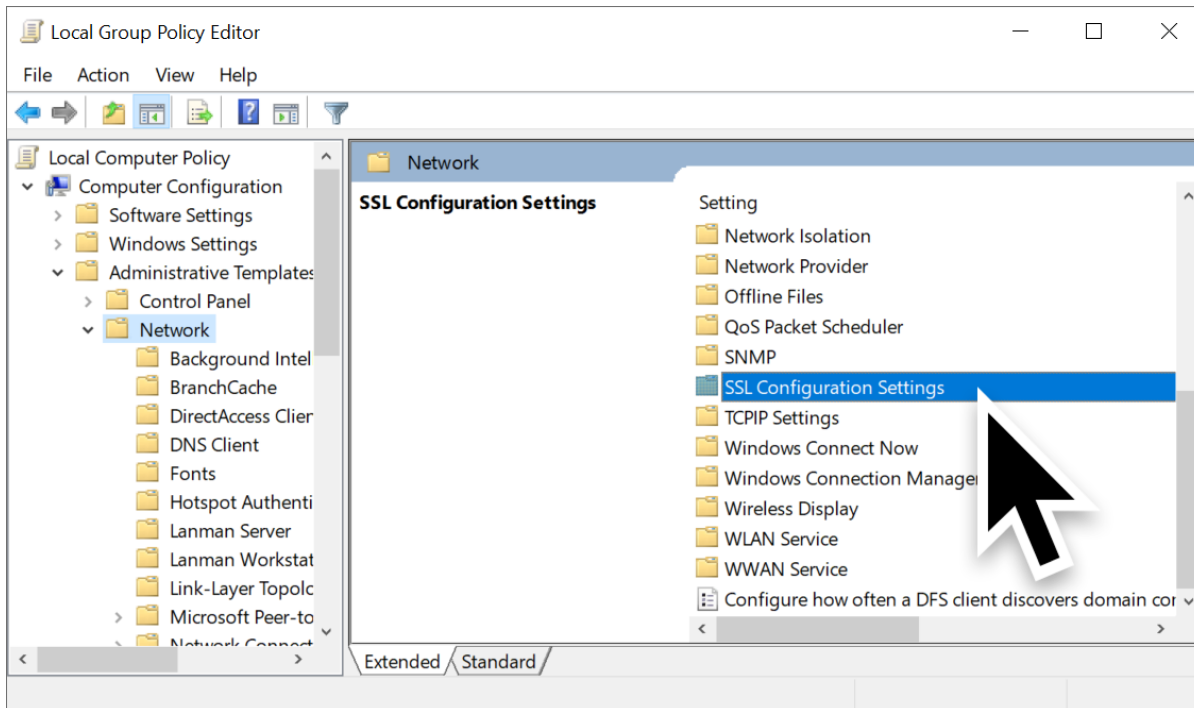 Local Group Policy Editor
File Action View Help
Local Computer Policy
Computer Configuration
Software Settings
Windows Settings
Administrative Templates
Control Panel
Network
Background Intel
BranchCache
DirectAccess Clien
DNS Client
Fonts
Hotspot Authenti
Lanman Server
Lanman Workstat
Link-Layer Topolo
Microsoft Peer-to
Network Connect
Network
SSL Configuration Settings
Setting
Network Isolation
Network Provider
Offline Files
QoS Packet Scheduler
SNMP
SSL Configuration Settings
TCPIP Settings
Windows Connect Now
Windows Connection Manager
Wireless Display
WLAN Service
WWAN Service
Configure how often a DFS client discovers domain cor
Extended Standard